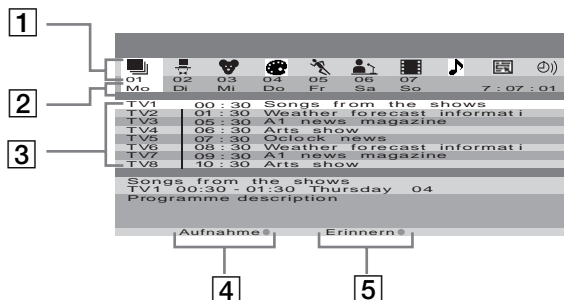 1
01 02 03 04 05 06 07
2
Mo Di Mi Do Fr Sa So 7 : 07 : 01
3
TV1 00 : 30 Songs from the shows
TV2 01 : 30 Weather forecast informati
TV3 05 : 30 A1 news magazine
TV4 06 : 30 Arts show
TV5 07 : 30 Oclock news
TV6 08 : 30 Weather forecast informati
TV7 09 : 30 A1 news magazine
TV8 10 : 30 Arts show
Songs from the shows
TV1 00:30 - 01:30 Thursday 04
Programme description
Aufnahme Erinnern
4 5